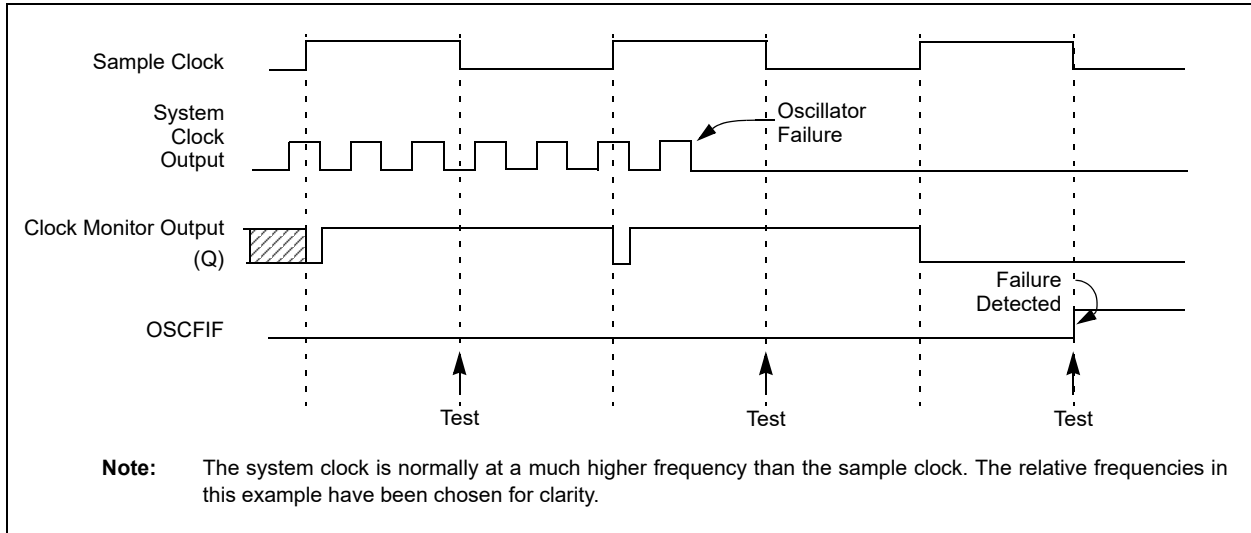 Sample Clock
System
Clock
Output
Oscillator
Failure
Clock Monitor Output
(Q)
Failure
Detected
OSCFIF
Test
Test
Test
Note: The system clock is normally at a much higher frequency than the sample clock. The relative frequencies in
this example have been chosen for clarity.